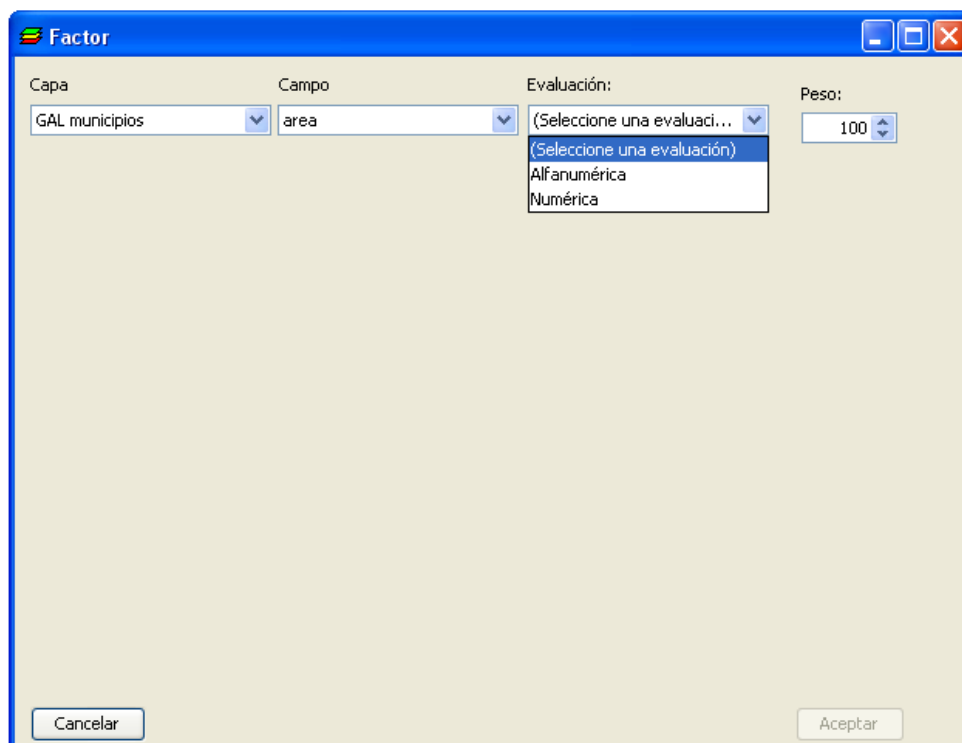 Factor
Capa Campo Evaluación: Peso:
GAL municipios area (Seleccione una evaluaci... 100
(Seleccione una evaluación)
Alfanumérica
Numérica
Cancelar Aceptar